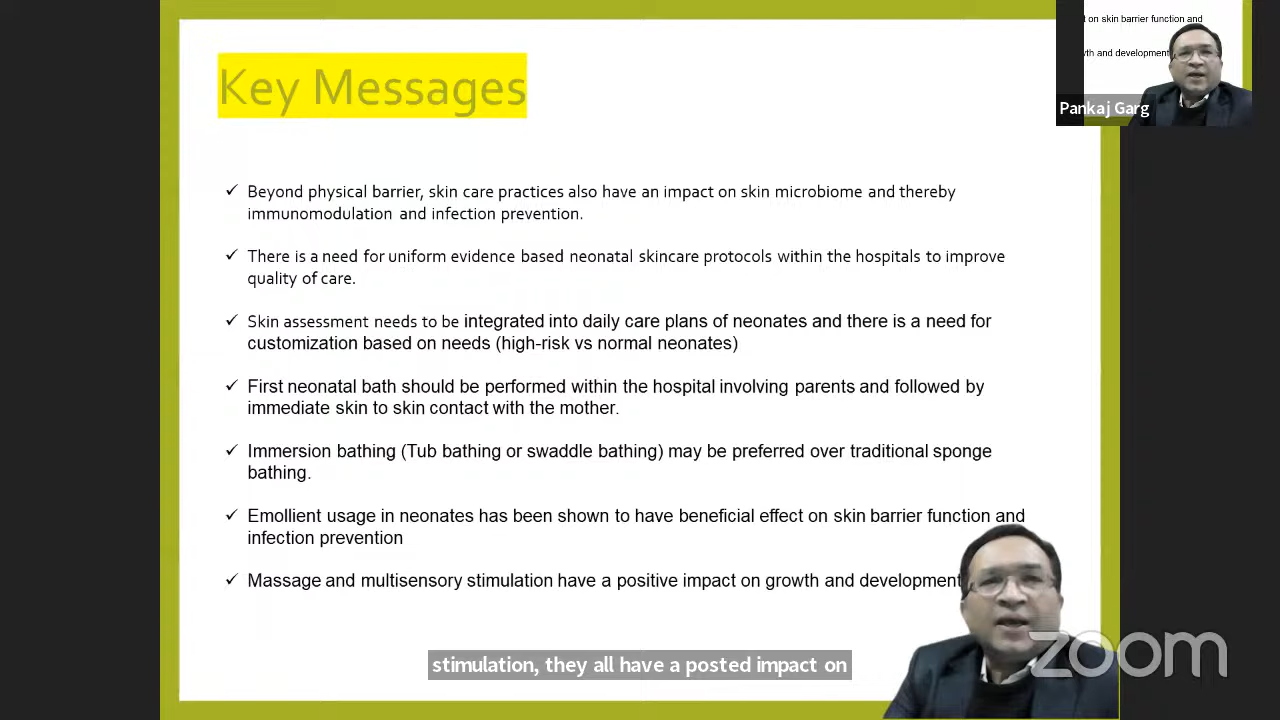 Key Messages
Beyond physical barrier, skin care practices also have an impact on skin microbiome and thereby
immunomodulation and infection prevention.
There is a need for uniform evidence based neonatal skincare protocols within the hospitals to improve
quality of care.
Skin assessment needs to be integrated into daily care plans of neonates and there is a need for
customization based on needs (high-risk vs normal neonates)
First neonatal bath should be performed within the hospital involving parents and followed by
immediate skin to skin contact with the mother.
Immersion bathing (Tub bathing or swaddle bathing) may be preferred over traditional sponge
bathing.
Emollient usage in neonates has been shown to have beneficial effect on skin barrier function and
infection prevention
Massage and multisensory stimulation have a positive impact on growth and development
stimulation, they all have a posted impact on
on skin barrier function and
and development
Pankaj Garg
zoom